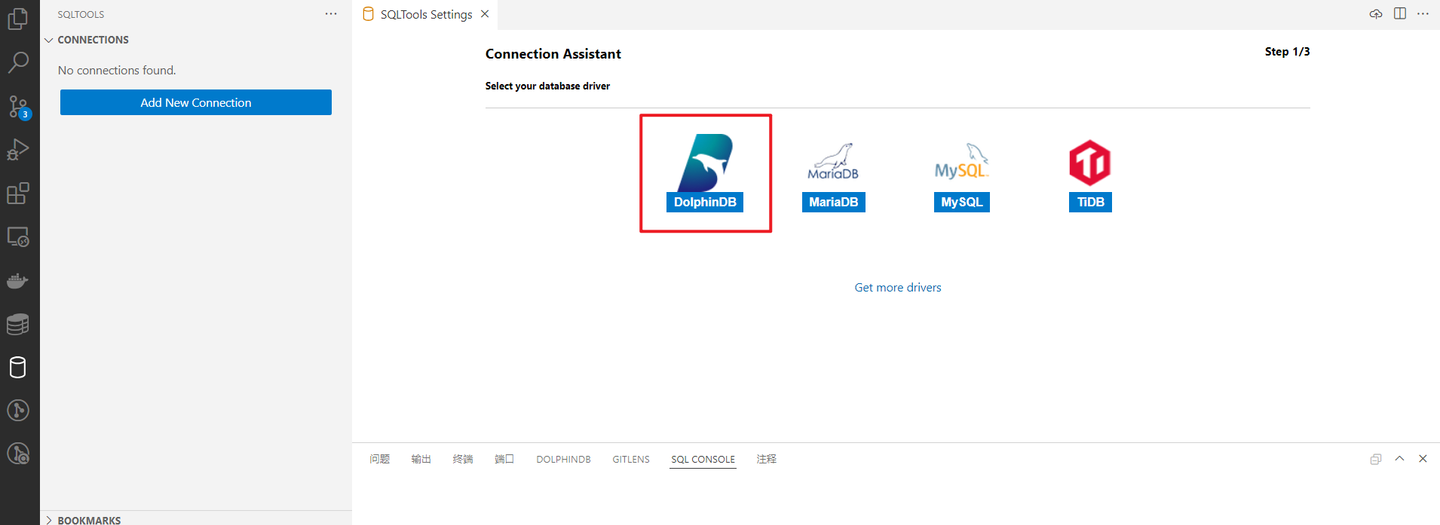 SQLTOOLS
CONNECTIONS
No connections found.
Add New Connection
3
BOOKMARKS
SQLTools Settings
Connection Assistant
Step 1/3
Select your database driver
DolphinDB
MariaDB
MariaDB
MySQL
MySQL
Ti
TiDB
Get more drivers
问题 输出 终端 端口 DOLPHINDB GITLENS SQL CONSOLE 注释